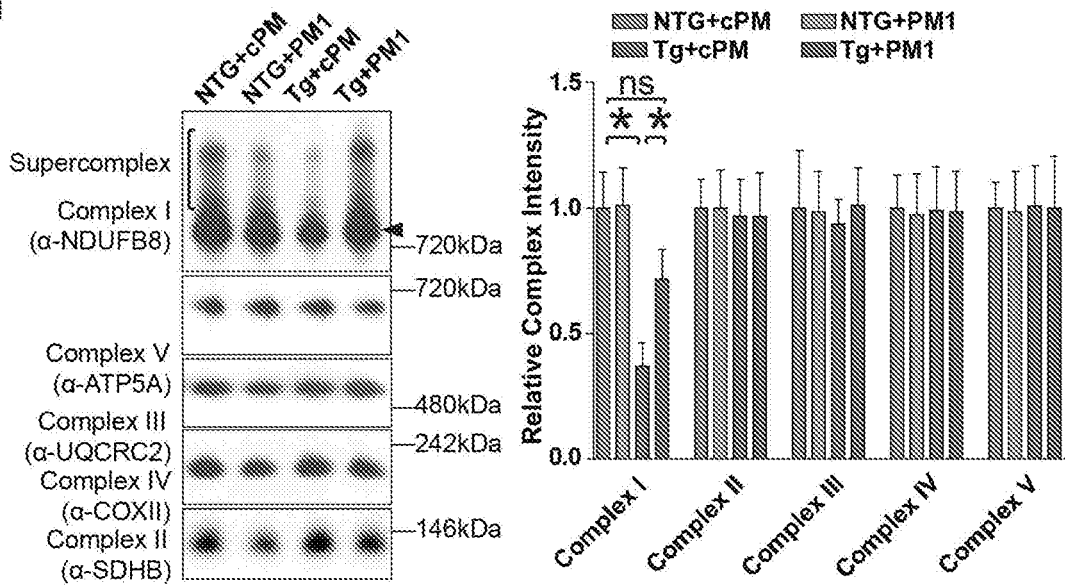 NTG+cPM
NTG+PM1
Tg+cPM
Tg+PM1
Supercomplex
Complex I
(α-NDUFB8)
720kDa
720kDa
Complex V
(α-ATP5A)
480kDa
Complex III
(α-UQCRC2)
242kDa
Complex IV
(α-COXII)
146kDa
Complex II
(α-SDHB)
NTG+cPM NTG+PM1
Tg+cPM Tg+PM1
Relative Complex Intensity
1.5
1.0
0.5
0.0
ns
* *
Complex I
Complex II
Complex III
Complex IV
Complex V